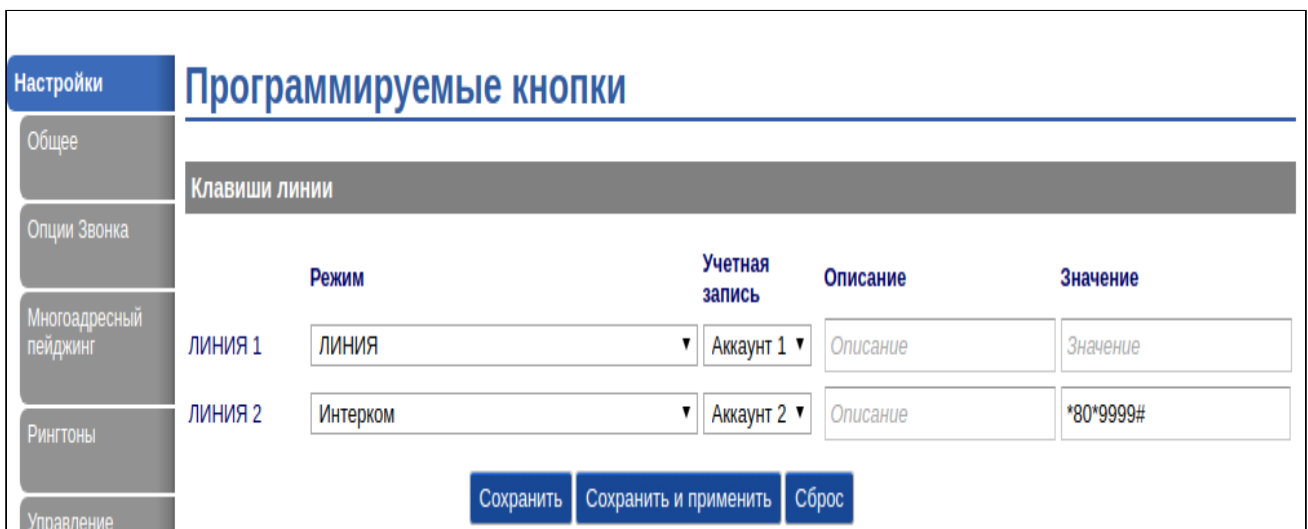 Настройки
Программируемые кнопки
Общее
Клавиши линии
Опции Звонка
Режим
Учетная
запись
Описание
Значение
Многоадресный
пейджинг
ЛИНИЯ 1
ЛИНИЯ
Аккаунт 1
Описание
Значение
ЛИНИЯ 2
Интерком
Аккаунт 2
Описание
*80*9999#
Рингтоны
Сохранить
Сохранить и применить
Сброс
Управление